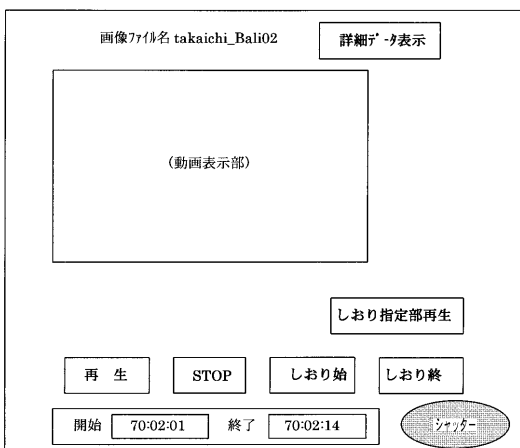 画像ﾌｧｲﾙ名 takaichi_Bali02
詳細ﾃﾞｰﾀ表示
(動画表示部)
しおり指定部再生
再 生
STOP
しおり始
しおり終
開始 70:02:01 終了 70:02:14
ｼｬｯﾀｰ